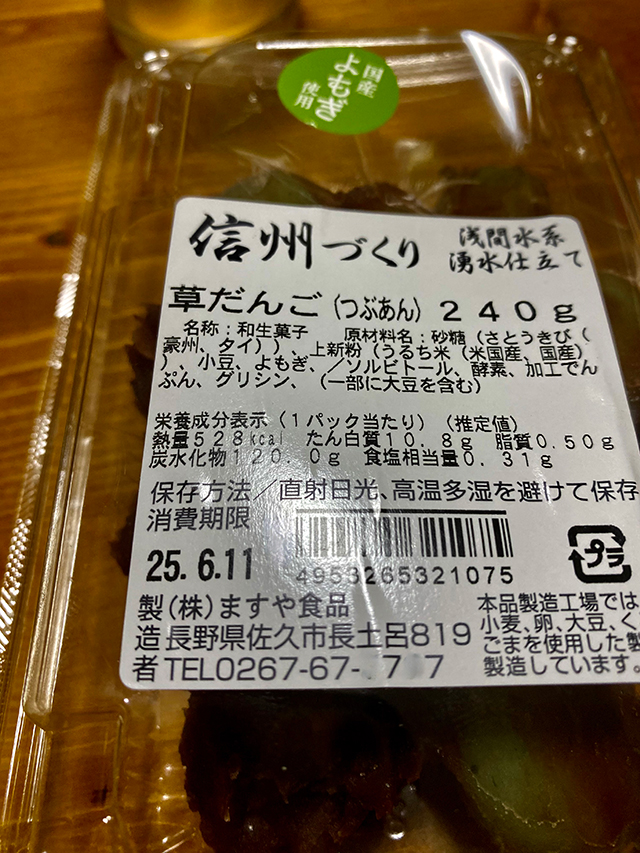 国産
よもぎ
使用
信州づくり
浅間水系
湧水仕立て
草だんご(つぶあん)240g
名称:和生菓子 原材料名:砂糖(さとうきび(
豪州、タイ))、上新粉(うるち米(米国産、国産)
)、小豆、よもぎ、/ソルビトール、酵素、加工でん
ぷん、グリシン、(一部に大豆を含む)
栄養成分表示(1パック当たり)(推定値)
熱量528kcal たん白質10.8g 脂質0.50g
炭水化物120.0g 食塩相当量0.31g
保存方法/直射日光、高温多湿を避けて保存
消費期限
25.6.11
4953265321075
プラ
製(株)ますや食品
造長野県佐久市長土呂819
者TEL0267-67-
本品製造工場では
小麦、卵、大豆、く
ごまを使用した製
製造しています。